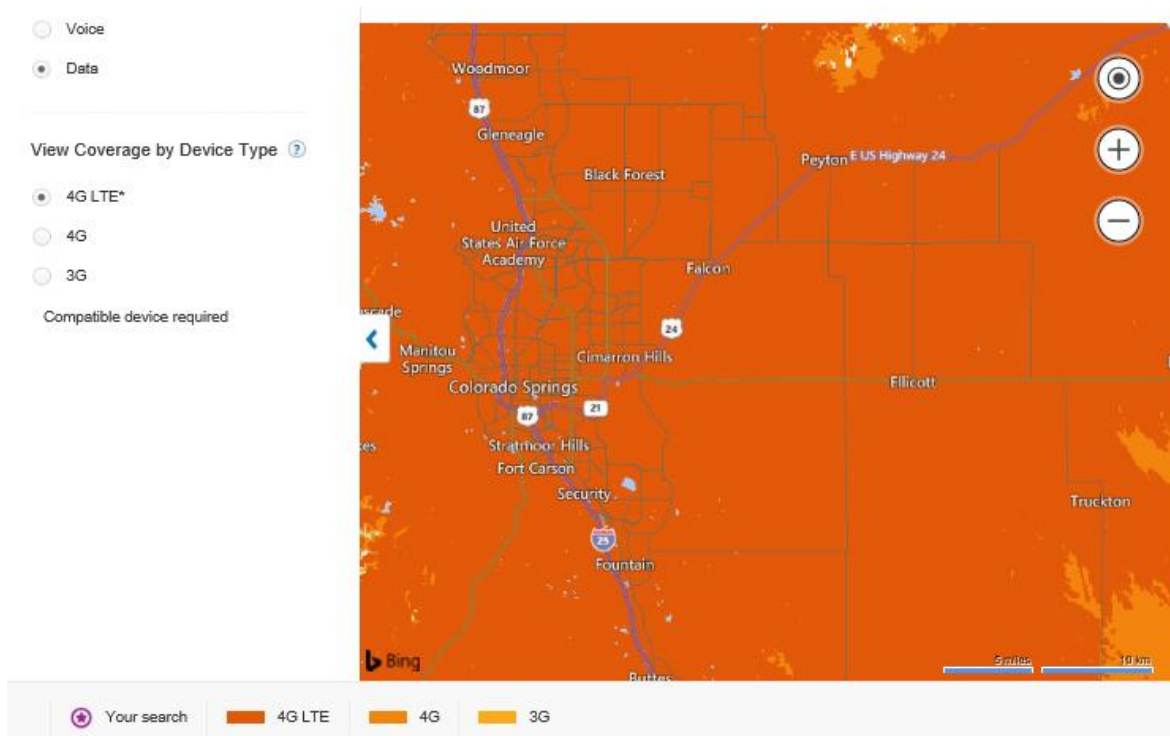 Voice
Data
View Coverage by Device Type ?
4G LTE*
4G
3G
Compatible device required
Woodmoor
87
Gleneagle
Peyton
E US Highway 24
Black Forest
United
States Air Force
Academy
Falcon
24
Manitou
Springs
Cimarron Hills
Colorado Springs
Ellicott
87
21
Stratmoor Hills
Fort Carson
Security
Truckton
25
Fountain
Bing
5 miles
10 km
Buttes
Your search
4G LTE
4G
3G